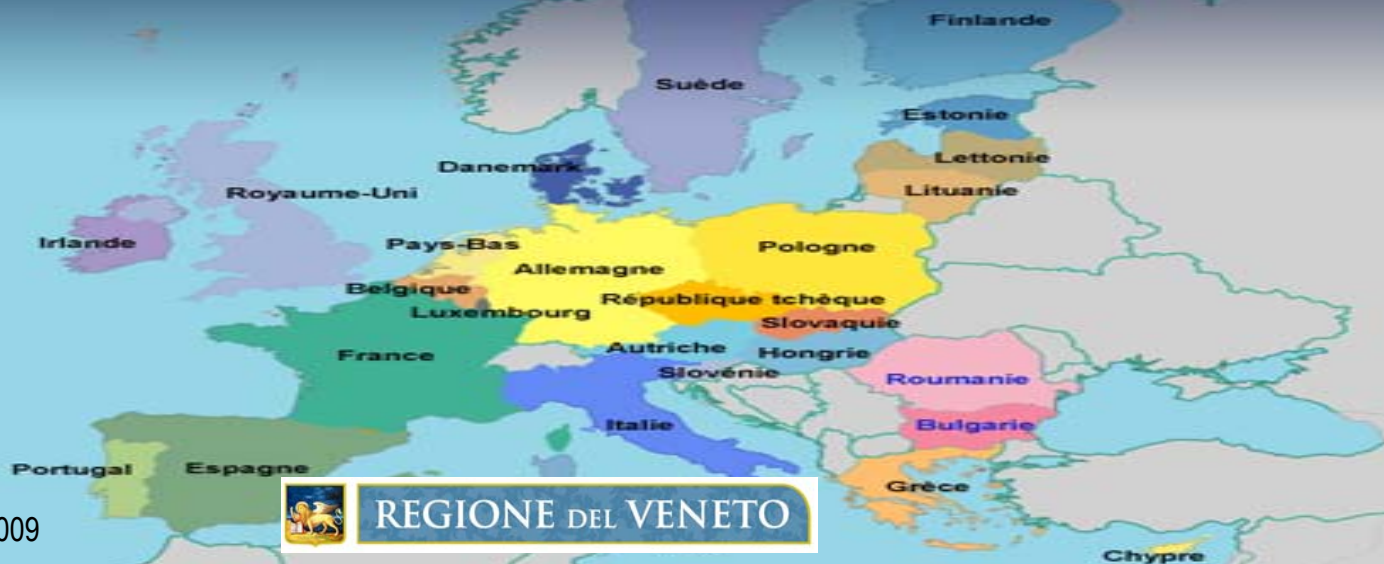 Finlande
Suède
Estonie
Danemark
Lettonie
Royaume-Uni
Lituanie
Irlande
Pays-Bas
Pologne
Allemagne
Belgique
République tchèque
Luxembourg
Slovaquie
France
Autriche
Hongrie
Slovénie
Roumanie
Italie
Bulgarie
Portugal
Espagne
Grèce
REGIONE DEL VENETO
009
Chypre